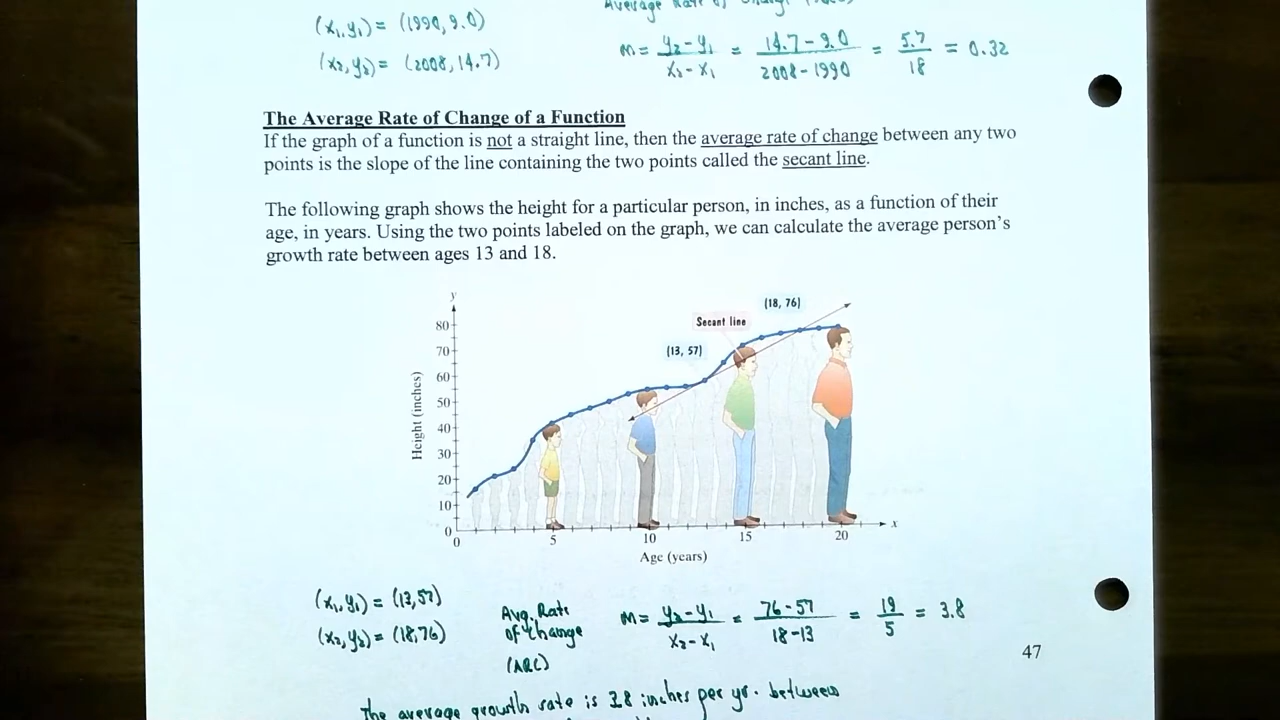 Average Rate of Change
(x₁,y₁) = (1990, 9.0)
m = y₂-y₁/x₂-x₁ = 14.7-9.0/2008-1990 = 5.7/18 = 0.32
(x₂,y₂) = (2008, 14.7)
The Average Rate of Change of a Function
If the graph of a function is not a straight line, then the average rate of change between any two
points is the slope of the line containing the two points called the secant line.
The following graph shows the height for a particular person, in inches, as a function of their
age, in years. Using the two points labeled on the graph, we can calculate the average person's
growth rate between ages 13 and 18.
y
(18, 76)
Secant line
(13, 57)
80
70
60
50
40
30
20
10
0
Height (inches)
0 5 10 15 20 x
Age (years)
(x₁,y₁) = (13,57)
(x₂,y₂) = (18,76)
Avg. Rate
of change
(ARC)
m = y₂-y₁/x₂-x₁ = 76-57/18-13 = 19/5 = 3.8
47
The average growth rate is 3.8 inches per yr. between